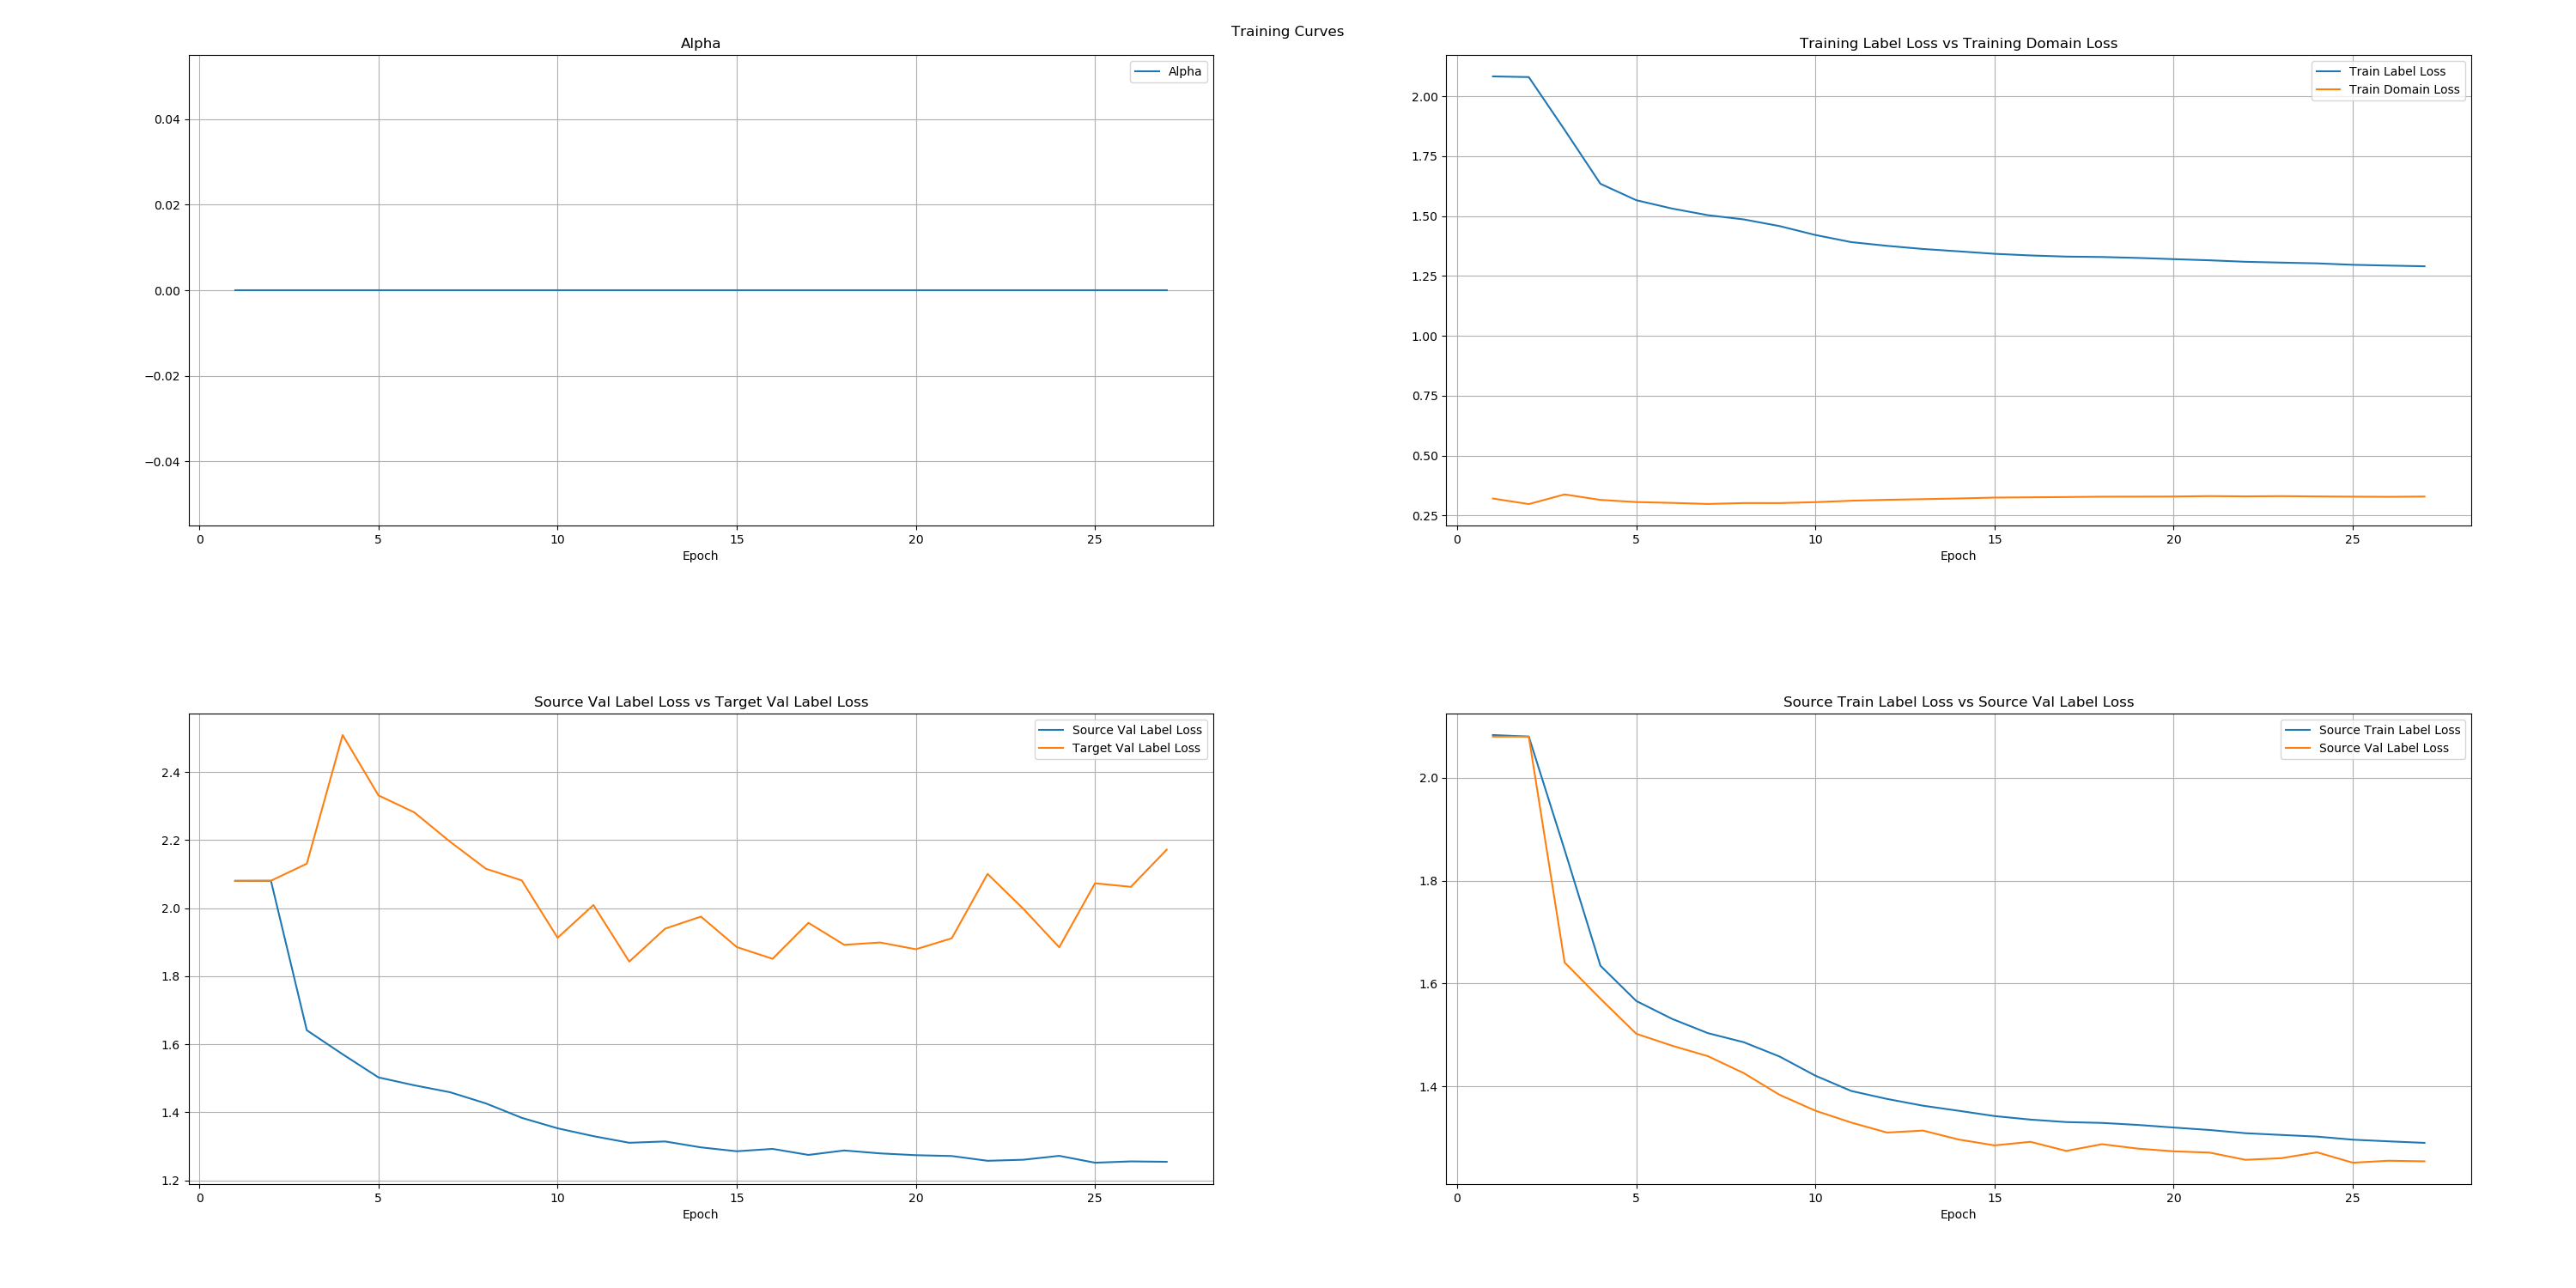 Training Curves
Alpha
Alpha
0.04
0.02
0.00
−0.02
−0.04
0 5 10 15 20 25
Epoch
Training Label Loss vs Training Domain Loss
Train Label Loss
Train Domain Loss
2.00
1.75
1.50
1.25
1.00
0.75
0.50
0.25
0 5 10 15 20 25
Epoch
Source Val Label Loss vs Target Val Label Loss
Source Val Label Loss
Target Val Label Loss
2.4
2.2
2.0
1.8
1.6
1.4
1.2
0 5 10 15 20 25
Epoch
Source Train Label Loss vs Source Val Label Loss
Source Train Label Loss
Source Val Label Loss
2.0
1.8
1.6
1.4
0 5 10 15 20 25
Epoch